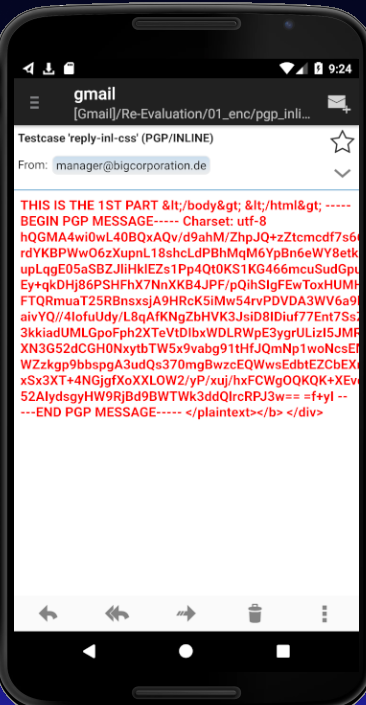 9:24
gmail
[Gmail]/Re-Evaluation/01_enc/pgp_inli...
Testcase 'reply-inl-css' (PGP/INLINE)
From: manager@bigcorporation.de
THIS IS THE 1ST PART &lt;/body&gt; &lt;/html&gt; -----
BEGIN PGP MESSAGE----- Charset: utf-8
hQGMA4wi0wL40BQxAQv/d9ahM/ZhpJQ+zZtcmcdf7s6
rdYKBPWwO6zXupnL18shcLdPBhMqM6YpBn6eWY8etk
upLqgE05aSBZJliHklEZs1Pp4Qt0KS1KG466mcuSudGpu
Ey+qkDHj86PSHFhX7NnXKB4JPF/pQihSIgFEwToxHUMH
FTQRmuaT25RBnsxsjA9HRcK5iMw54rvPDVDA3WV6a9
aivYQ//4IofuUdy/L8qAfKNgZbHVK3JsiD8IDiuf77Ent7Ss
3kkiadUMLGpoFph2XTeVtDlbxWDLRWpE3ygrULizI5JMR
XN3G52dCGH0NxytbTW5x9vabg91tHfJQmNp1woNcsE
WZzkgp9bbspgA3udQs370mgBwzcEQWwsEdbtEZCbEX
xSx3XT+4NGjgfXoXXLOW2/yP/xuj/hxFCWgOQKQK+XEv
52AlydsgyHW9RjBd9BWTWk3ddQlrcRPJ3w== =f+yI --
---END PGP MESSAGE----- </plaintext></b> </div>